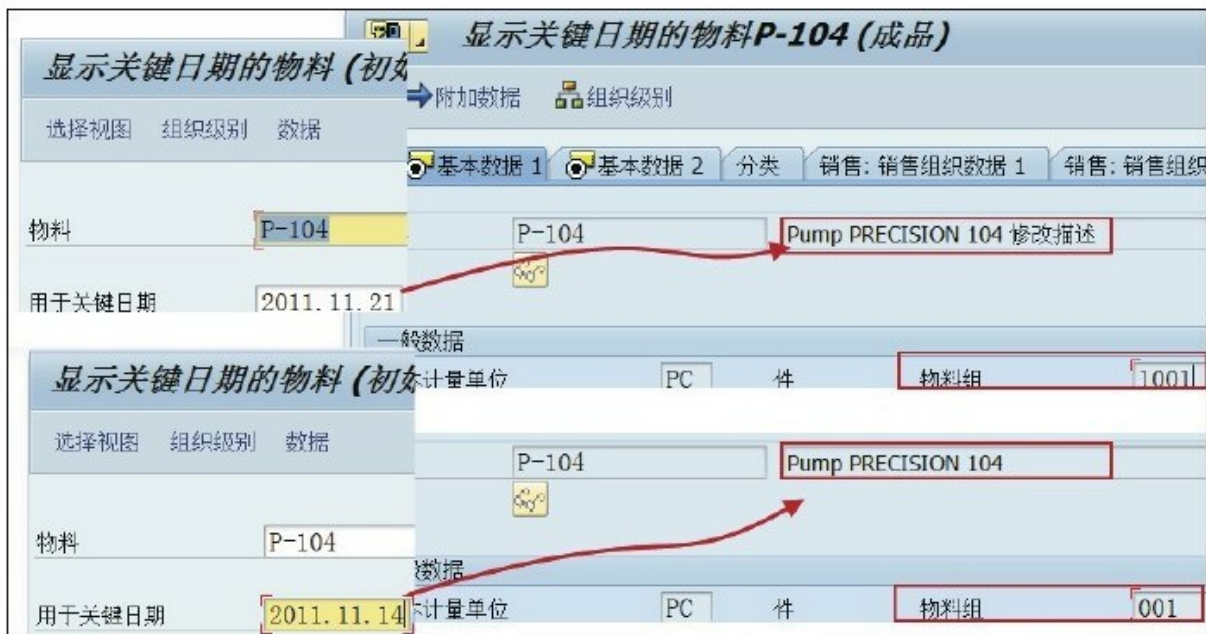 显示关键日期的物料P-104 (成品)
显示关键日期的物料 (初始
附加数据 组织级别
选择视图 组织级别 数据
基本数据 1 基本数据 2 分类 销售: 销售组织数据 1 销售: 销售组织
物料 P-104 P-104 Pump PRECISION 104 修改描述
用于关键日期 2011.11.21
一般数据
显示关键日期的物料 (初始
本计量单位 PC 件 物料组 1001
选择视图 组织级别 数据
P-104 Pump PRECISION 104
物料 P-104
般数据
用于关键日期 2011.11.14 本计量单位 PC 件 物料组 001